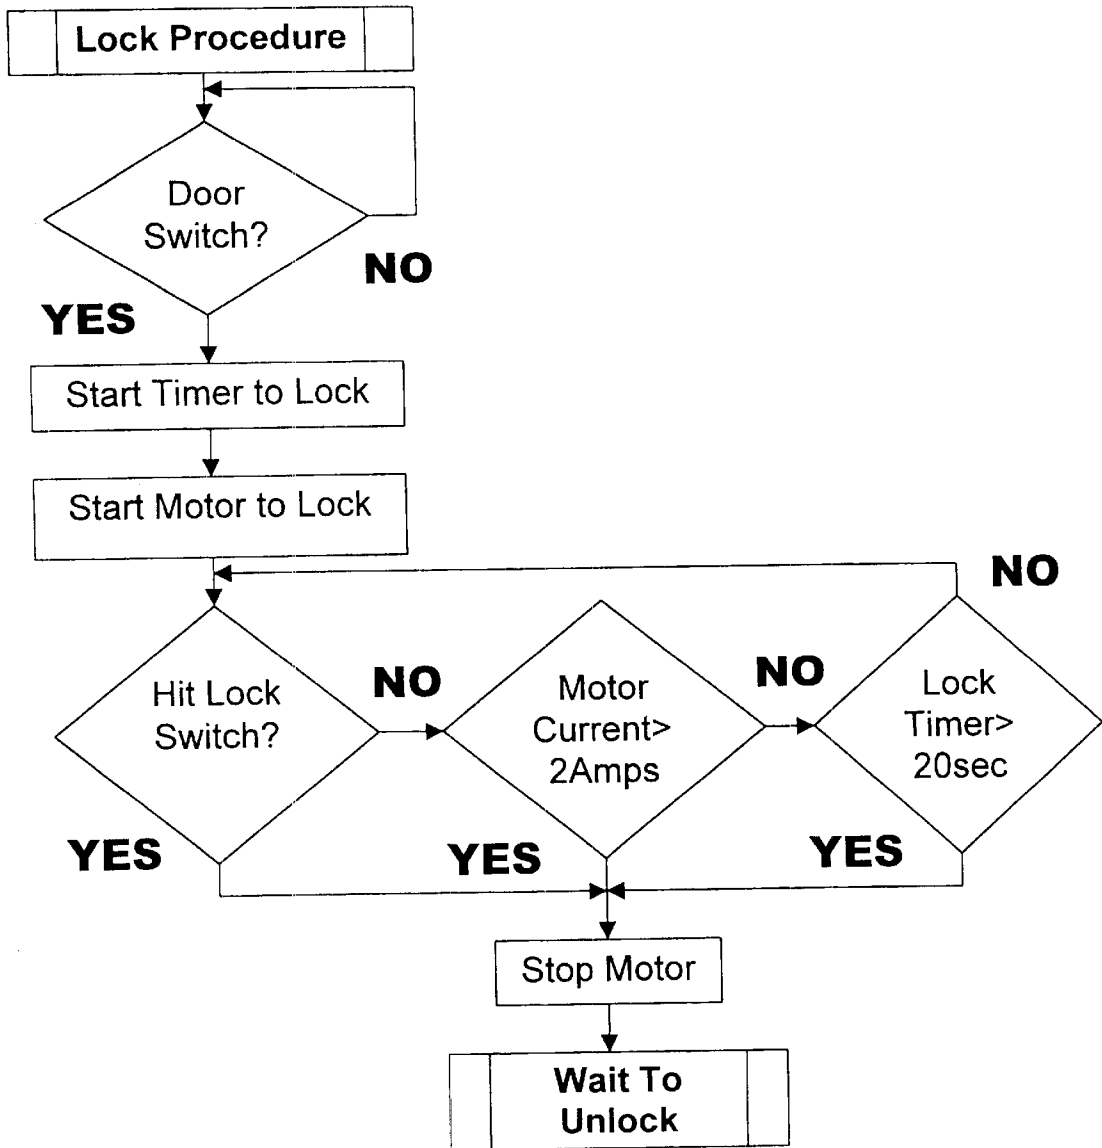 Lock Procedure
Door
Switch?
NO
YES
Start Timer to Lock
Start Motor to Lock
NO
Hit Lock
Switch?
NO
Motor
Current>
2Amps
NO
Lock
Timer>
20sec
YES
YES
YES
Stop Motor
Wait To
Unlock